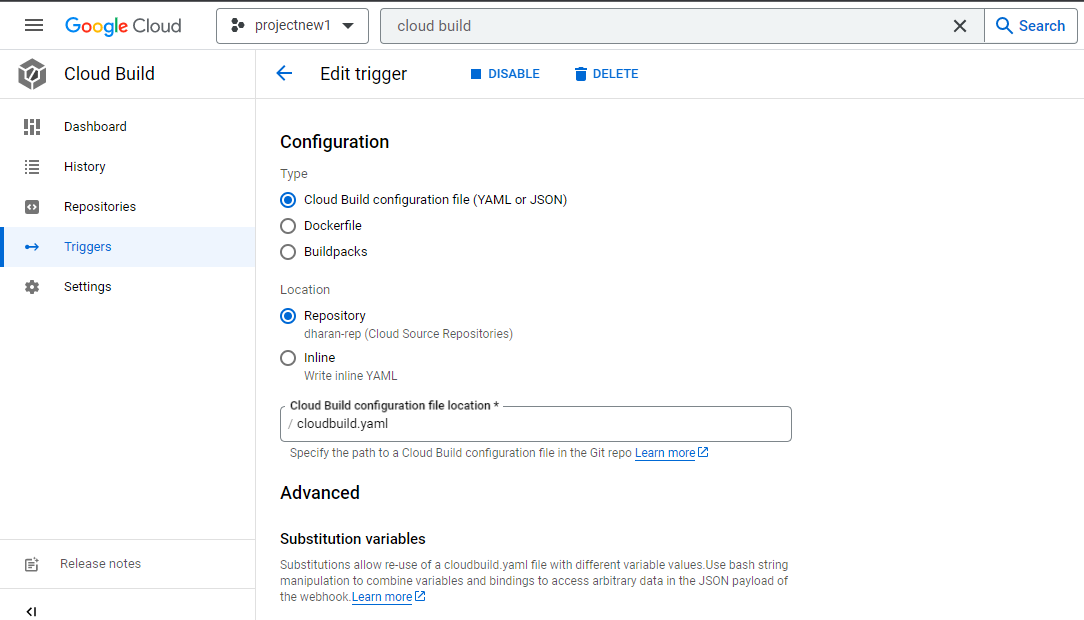 Google Cloud
projectnew1
cloud build
Search
Cloud Build
Edit trigger
DISABLE
DELETE
Dashboard
History
Repositories
Triggers
Settings
Release notes
Configuration
Type
Cloud Build configuration file (YAML or JSON)
Dockerfile
Buildpacks
Location
Repository
dharan-rep (Cloud Source Repositories)
Inline
Write inline YAML
Cloud Build configuration file location *
/ cloudbuild.yaml
Specify the path to a Cloud Build configuration file in the Git repo Learn more
Advanced
Substitution variables
Substitutions allow re-use of a cloudbuild.yaml file with different variable values.Use bash string
manipulation to combine variables and bindings to access arbitrary data in the JSON payload of
the webhook.Learn more